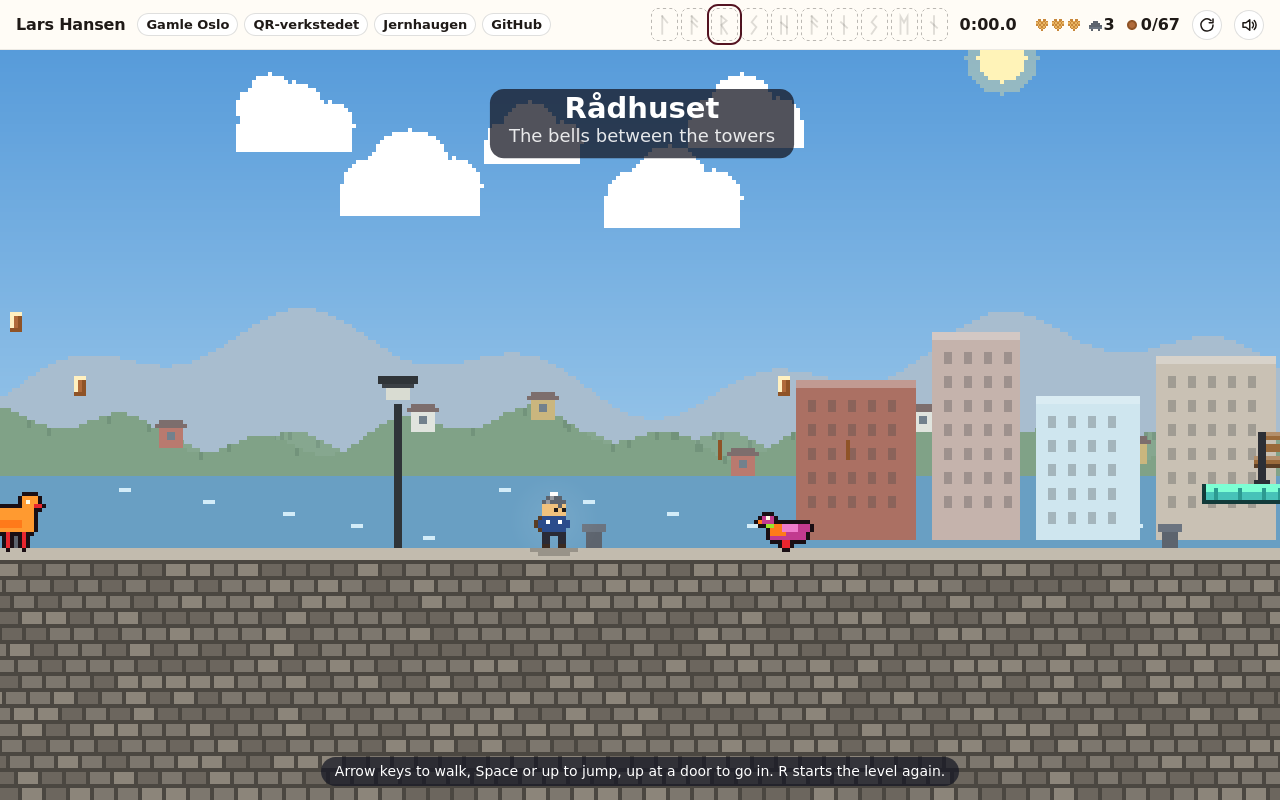 Lars Hansen Gamle Oslo QR-verkstedet Jernhaugen GitHub ᛚ ᚨ ᚱ ᛊ ᚺ ᚨ ᚾ ᛊ ᛖ ᚾ 0:00.0 3 0/67
Rådhuset
The bells between the towers
Arrow keys to walk, Space or up to jump, up at a door to go in. R starts the level again.